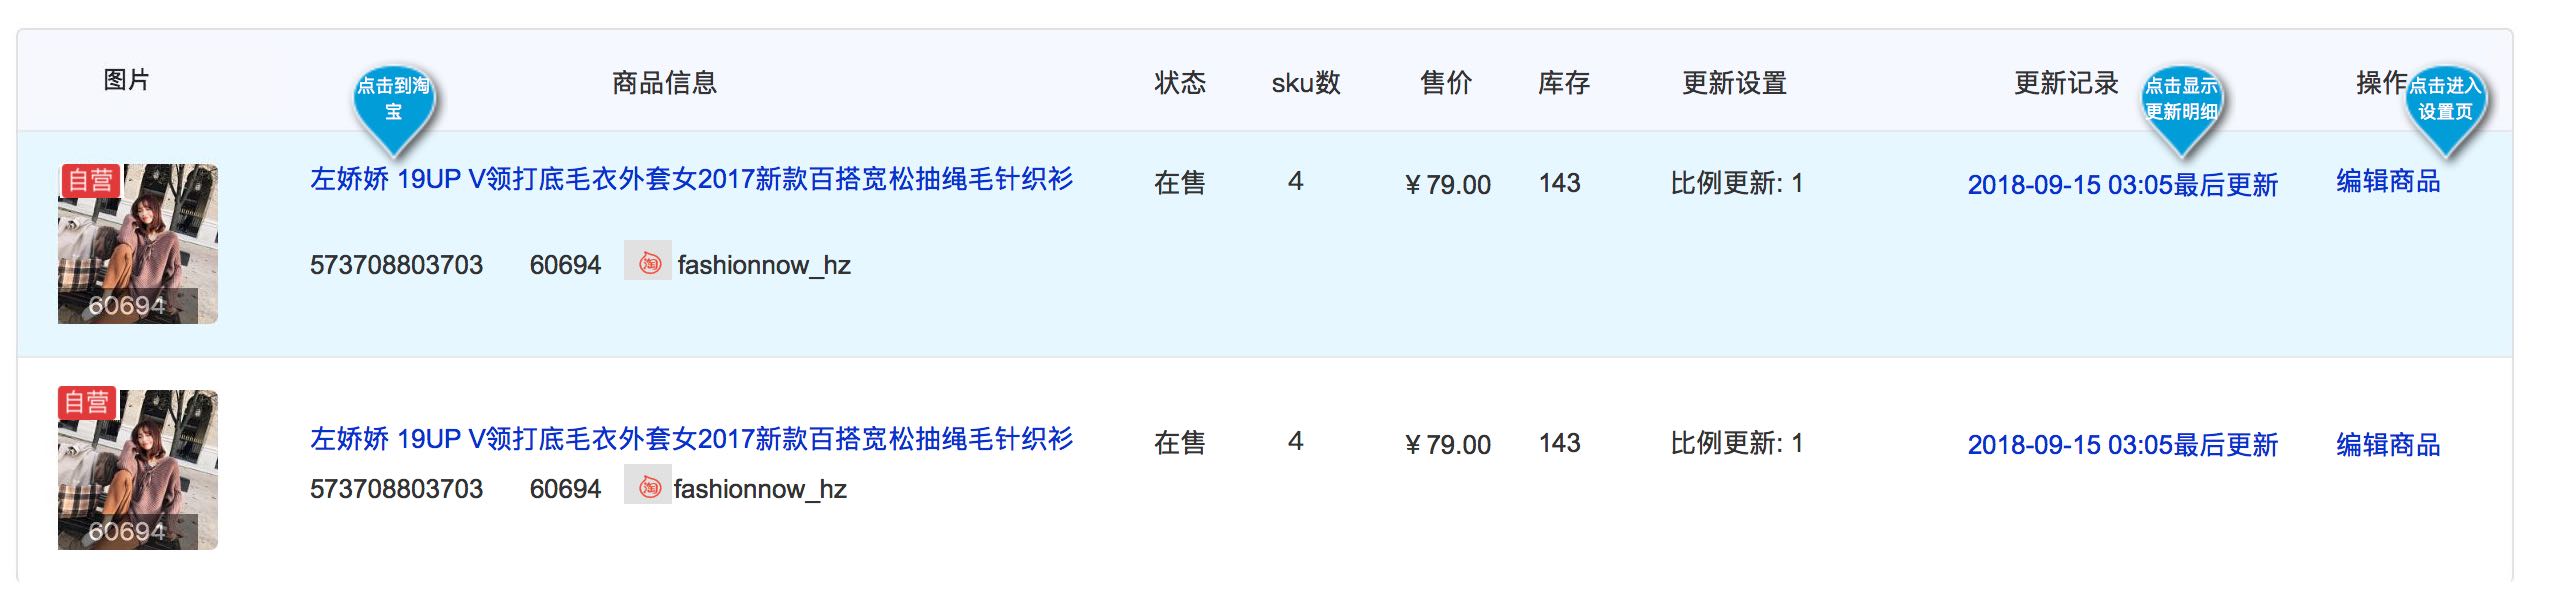 图片 商品信息 状态 sku数 售价 库存 更新设置 更新记录 操作
点击到淘
宝
点击显示
更新明细
点击进入
设置页
自营
左娇娇 19UP V领打底毛衣外套女2017新款百搭宽松抽绳毛针织衫 在售 4 ¥79.00 143 比例更新: 1 2018-09-15 03:05最后更新 编辑商品
573708803703 60694 淘 fashionnow_hz
60694
自营
左娇娇 19UP V领打底毛衣外套女2017新款百搭宽松抽绳毛针织衫 在售 4 ¥79.00 143 比例更新: 1 2018-09-15 03:05最后更新 编辑商品
573708803703 60694 淘 fashionnow_hz
60694